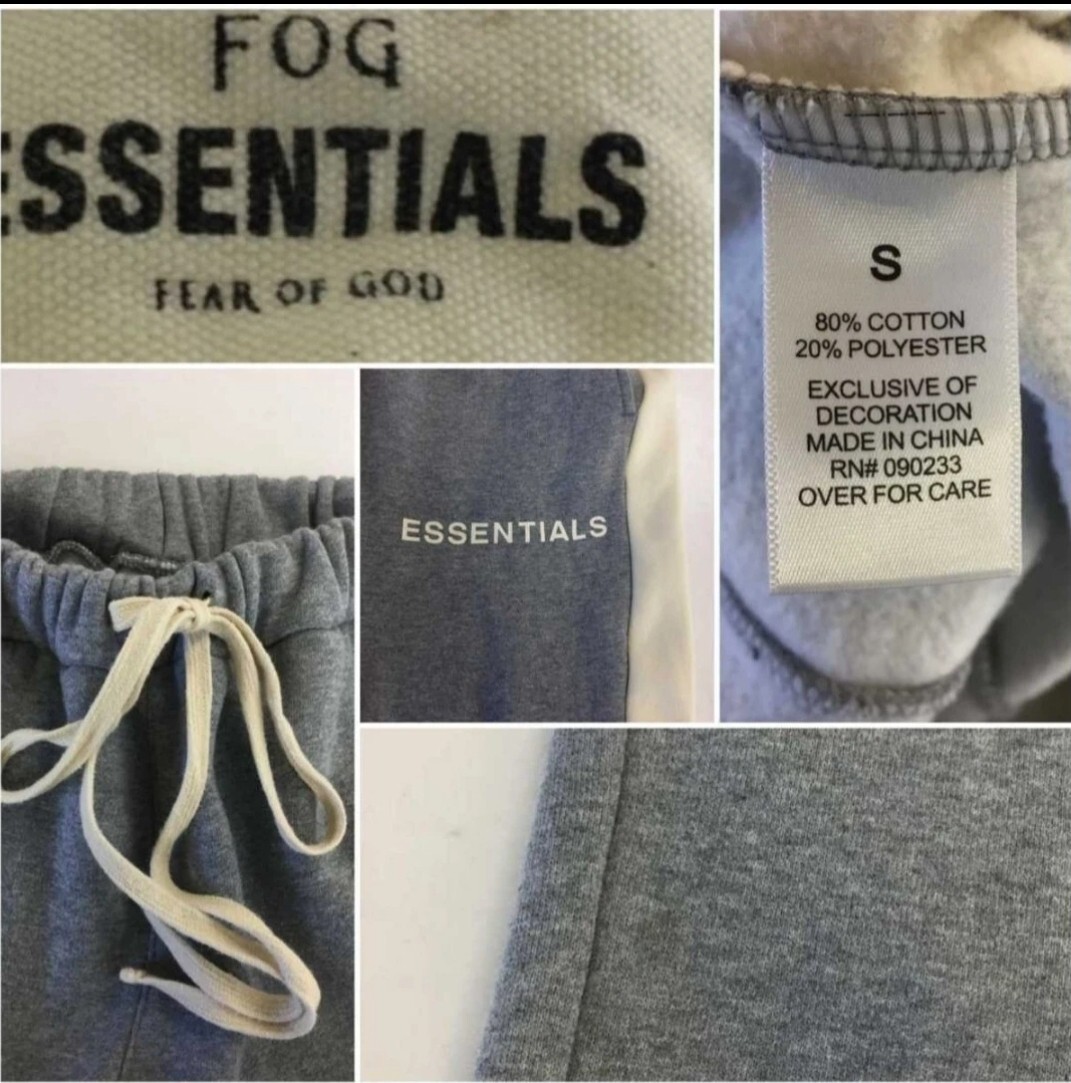 FOG
ESSENTIALS
FEAR OF GOD
S
80% COTTON
20% POLYESTER
EXCLUSIVE OF
DECORATION
MADE IN CHINA
RN# 090233
OVER FOR CARE
ESSENTIALS